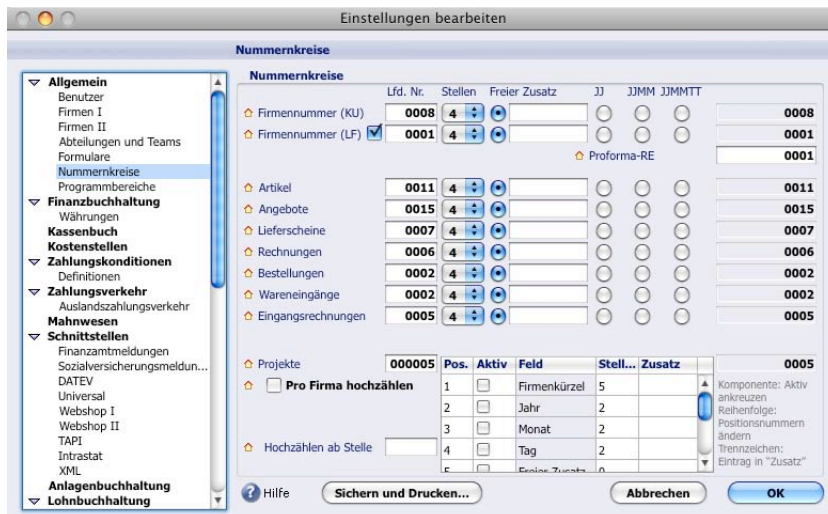 Einstellungen bearbeiten
Nummernkreise
Allgemein
Benutzer
Firmen I
Firmen II
Abteilungen und Teams
Formulare
Nummernkreise
Programmbereiche
Finanzbuchhaltung
Währungen
Kassenbuch
Kostenstellen
Zahlungskonditionen
Definitionen
Zahlungsverkehr
Auslandszahlungsverkehr
Mahnwesen
Schnittstellen
Finanzamtmeldungen
Sozialversicherungsmeldun...
DATEV
Universal
Webshop I
Webshop II
TAPI
Intrastat
XML
Anlagenbuchhaltung
Lohnbuchhaltung
Nummernkreise
Lfd. Nr. Stellen Freier Zusatz JJ JJMM JJMMTT
Firmennummer (KU) 0008 4 0008
Firmennummer (LF) 0001 4 0001
Proforma-RE 0001
Artikel 0011 4 0011
Angebote 0015 4 0015
Lieferscheine 0007 4 0007
Rechnungen 0006 4 0006
Bestellungen 0002 4 0002
Wareneingänge 0002 4 0002
Eingangsrechnungen 0005 4 0005
Projekte 000005 0005
Pro Firma hochzählen
Hochzählen ab Stelle
Pos. Aktiv Feld Stell... Zusatz
1 Firmenkürzel 5
2 Jahr 2
3 Monat 2
4 Tag 2
5 Freier Zusatz 0
Komponente: Aktiv
ankreuzen
Reihenfolge:
Positionsnummern
ändern
Trennzeichen:
Eintrag in "Zusatz"
Hilfe Sichern und Drucken... Abbrechen OK